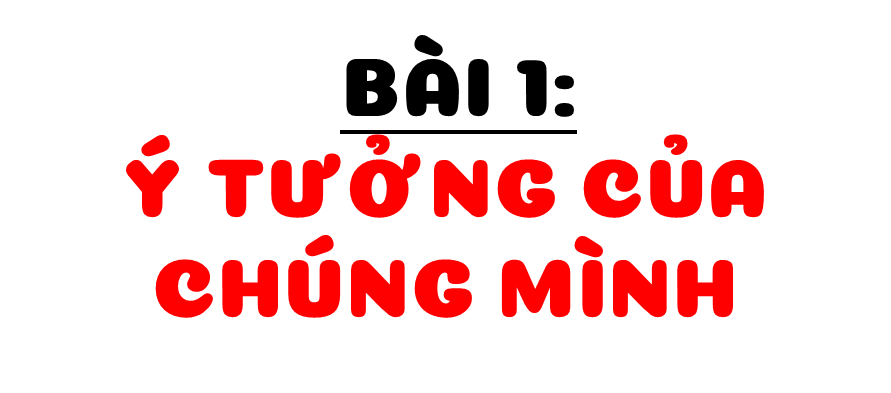 BÀI 1:
Ý TƯỞNG CỦA
CHÚNG MÌNH